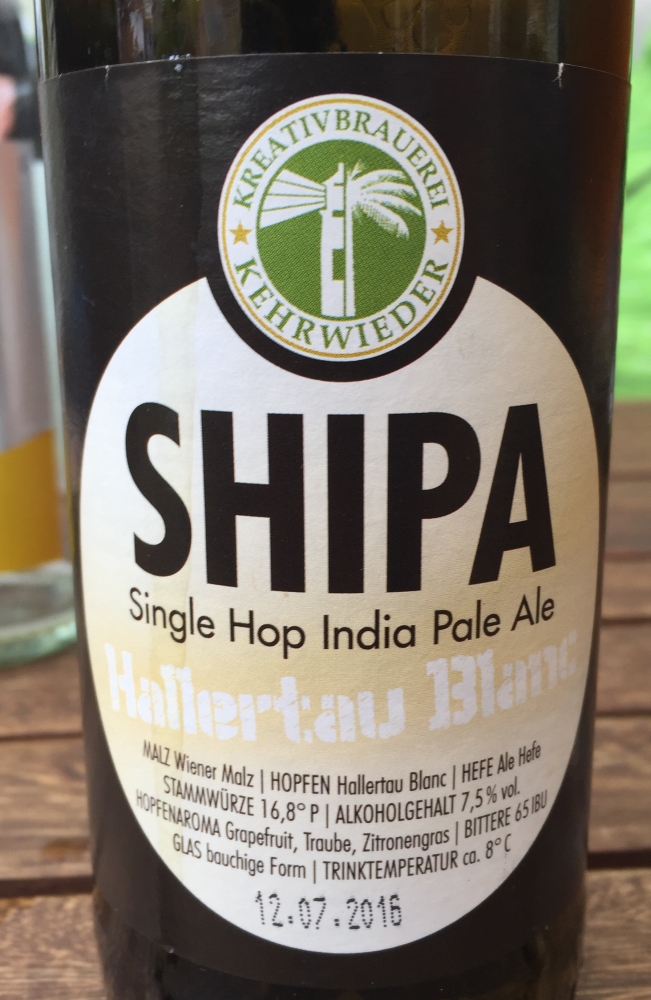 KREATIVBRAUEREI
KEHRWIEDER
SHIPA
Single Hop India Pale Ale
Hallertau Blanc
MALZ Wiener Malz | HOPFEN Hallertau Blanc | HEFE Ale Hefe
STAMMWÜRZE 16,8° P | ALKOHOLGEHALT 7,5 % vol.
HOPFENAROMA Grapefruit, Traube, Zitronengras | BITTERE 65 IBU
GLAS bauchige Form | TRINKTEMPERATUR ca. 8° C
12.07.2016